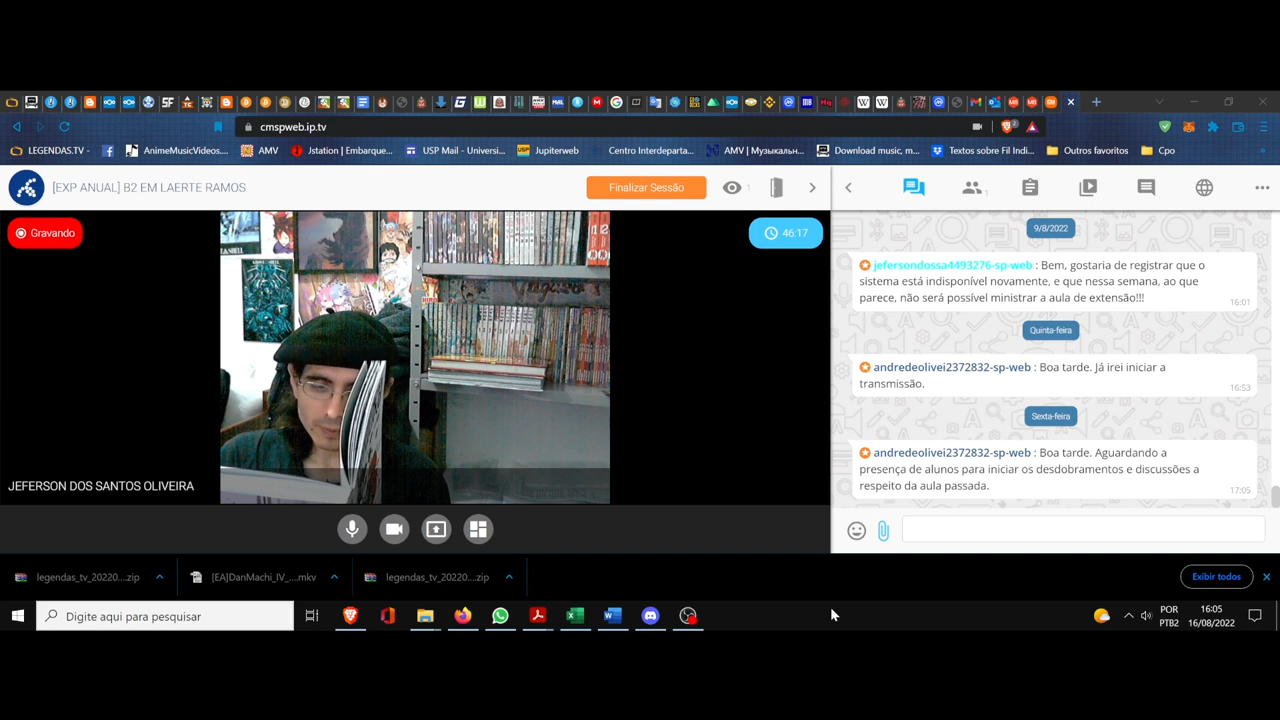 cmspweb.ip.tv
2
LEGENDAS.TV -
AnimeMusicVideos...
AMV
Jstation | Embarque...
USP Mail - Universi...
Jupiterweb
Centro Interdeparta...
AMV | Музыкальн...
Download music, m...
Textos sobre Fil Indi...
Outros favoritos
Cpo
[EXP ANUAL] B2 EM LAERTE RAMOS
Finalizar Sessão
1
1
Gravando
46:17
JEFERSON DOS SANTOS OLIVEIRA
9/8/2022
jefersondossa4493276-sp-web : Bem, gostaria de registrar que o
sistema está indisponível novamente, e que nessa semana, ao que
parece, não será possível ministrar a aula de extensão!!!
16:01
Quinta-feira
andredeolivei2372832-sp-web : Boa tarde. Já irei iniciar a
transmissão.
16:53
Sexta-feira
andredeolivei2372832-sp-web : Boa tarde. Aguardando a
presença de alunos para iniciar os desdobramentos e discussões a
respeito da aula passada.
17:05
legendas_tv_20220....zip
[EA]DanMachi_IV_....mkv
legendas_tv_20220....zip
Exibir todos
Digite aqui para pesquisar
POR
PTB2
16:05
16/08/2022